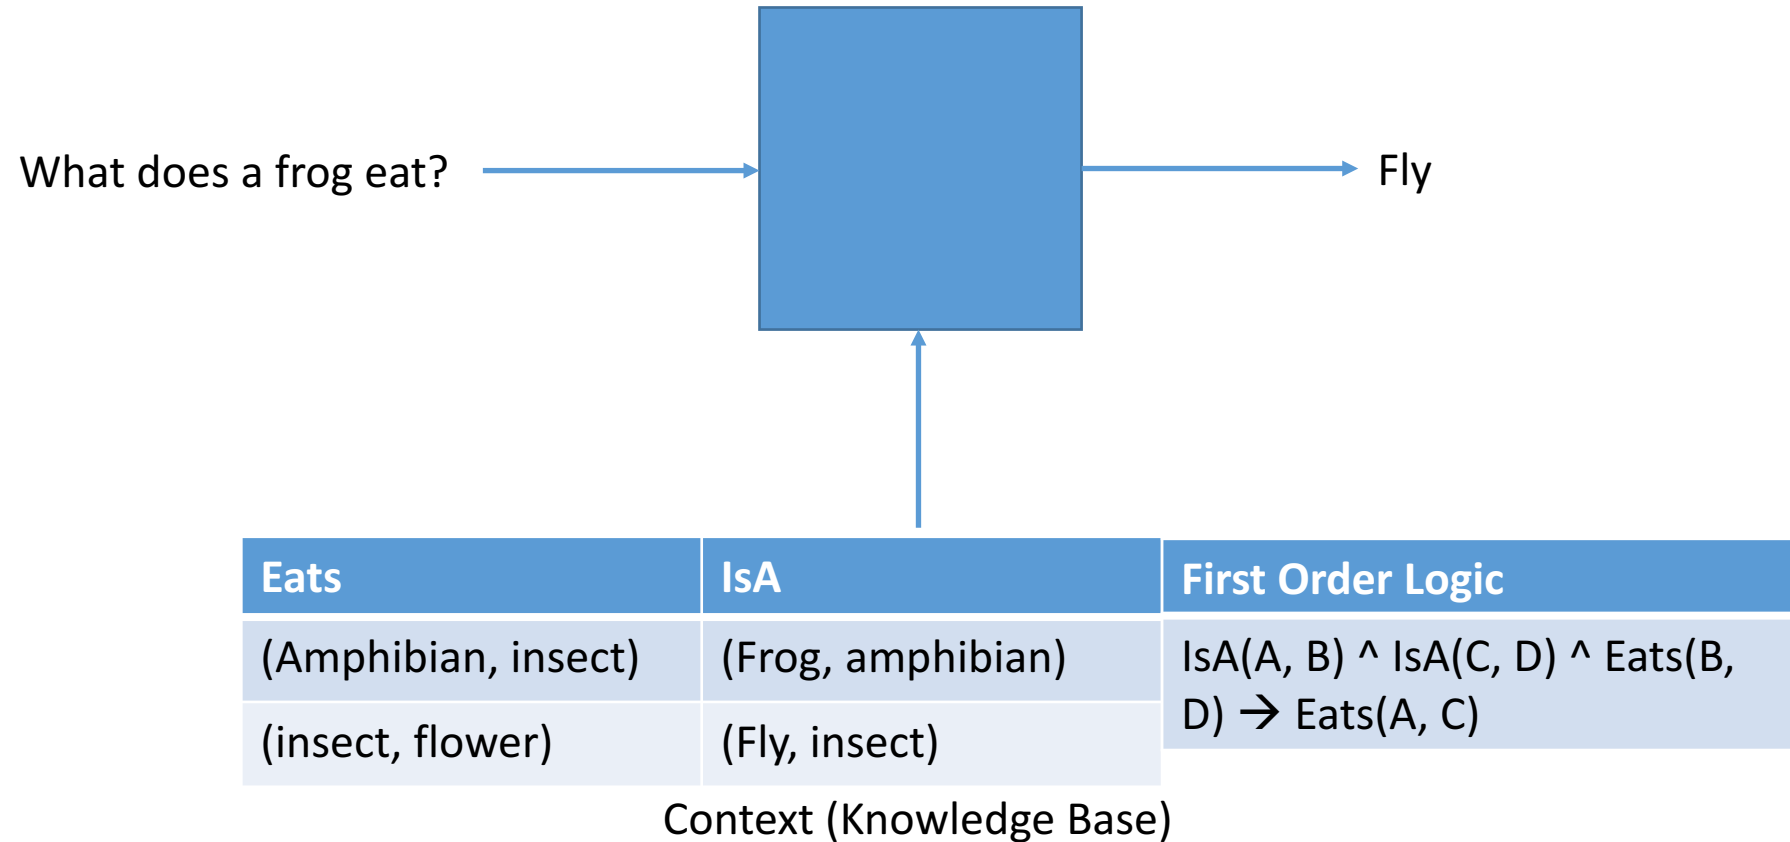 What does a frog eat?
Fly
Eats
IsA
First Order Logic
(Amphibian, insect)
(Frog, amphibian)
IsA(A, B) ^ IsA(C, D) ^ Eats(B,
D) → Eats(A, C)
(insect, flower)
(Fly, insect)
Context (Knowledge Base)